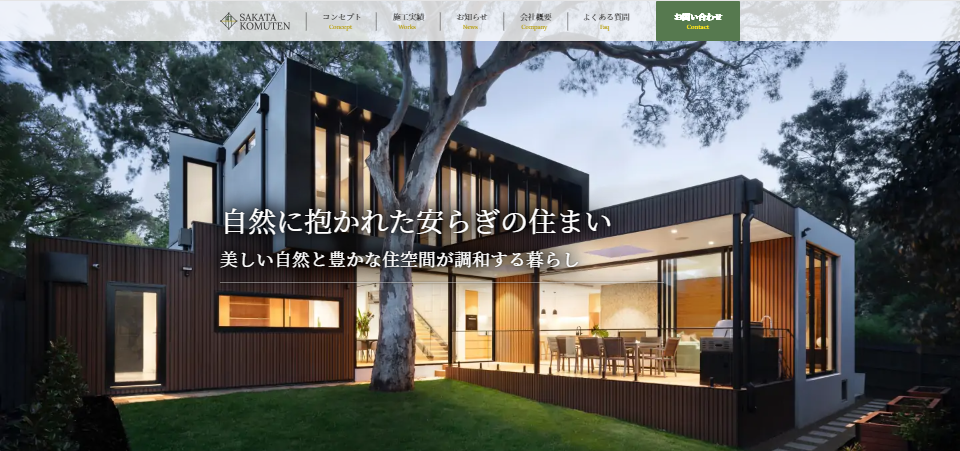 SAKATA
KOMUTEN
コンセプト
Concept
施工実績
Works
お知らせ
News
会社概要
Company
よくある質問
Faq
お問い合わせ
Contact
自然に抱かれた安らぎの住まい
美しい自然と豊かな住空間が調和する暮らし